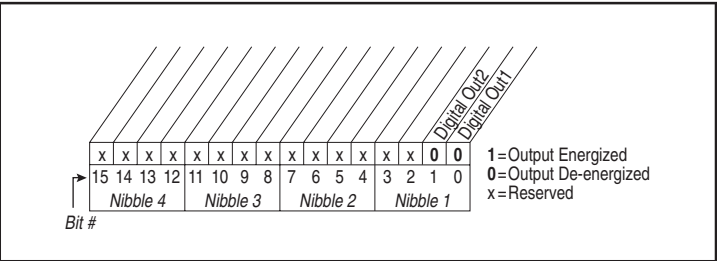 Digital Out2
Digital Out1
x x x x x x x x x x x x x x 0 0
1=Output Energized
15 14 13 12 11 10 9 8 7 6 5 4 3 2 1 0
0=Output De-energized
x=Reserved
Nibble 4 Nibble 3 Nibble 2 Nibble 1
Bit #